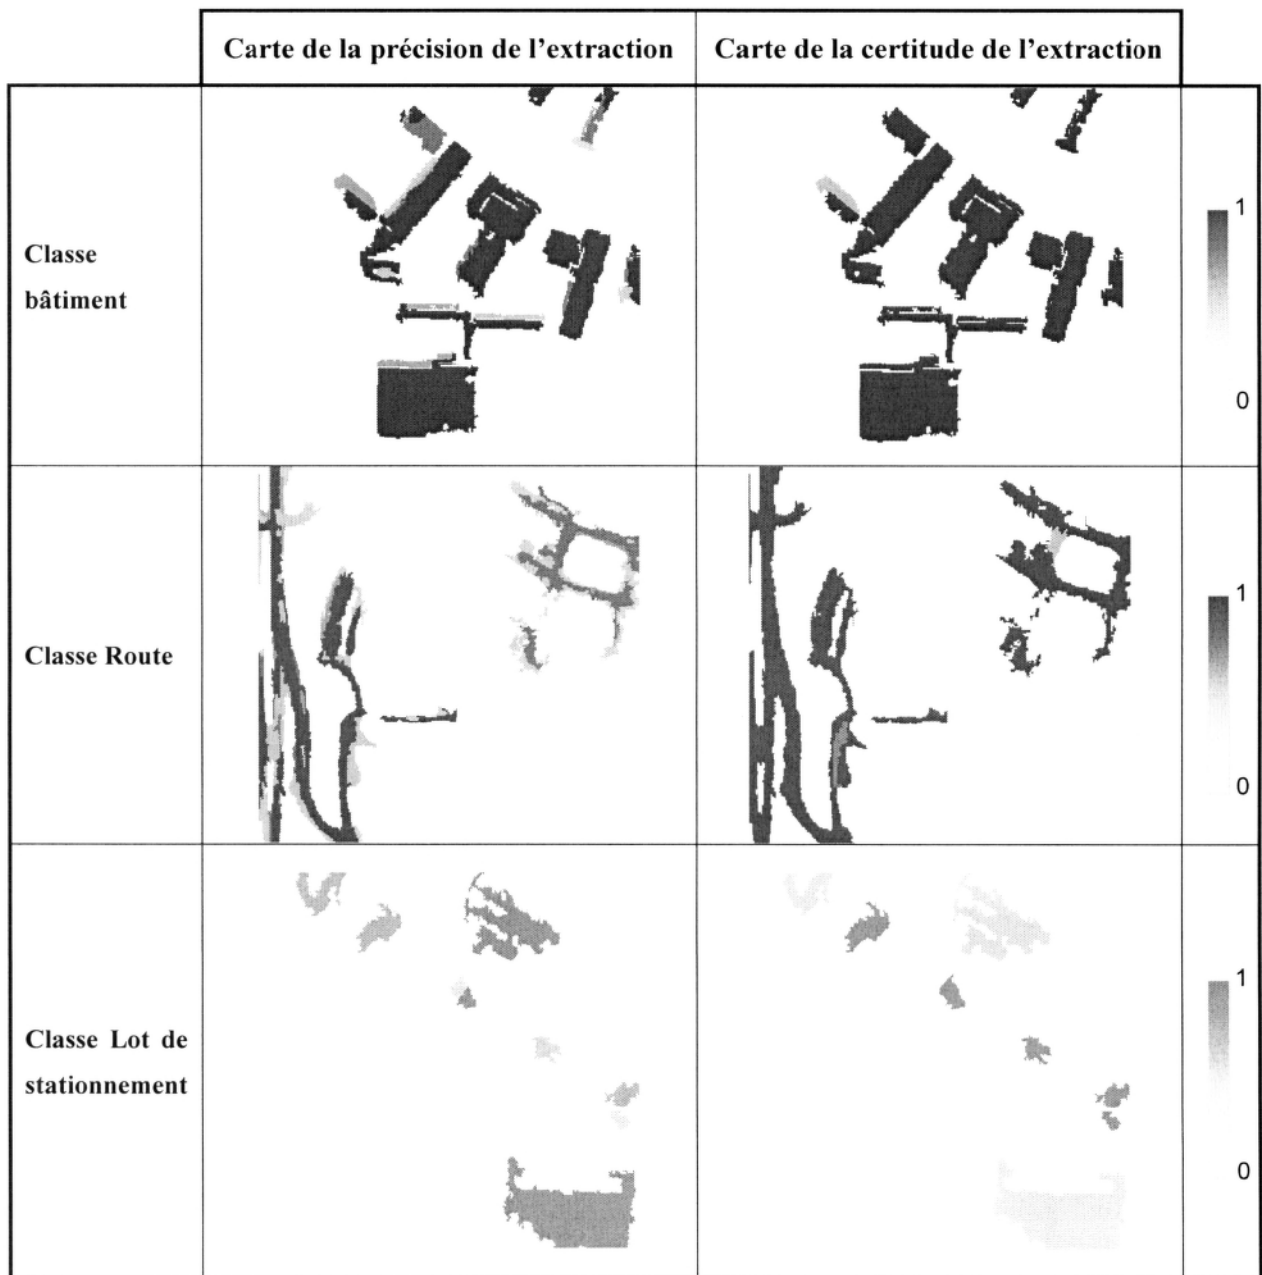 Carte de la précision de l'extraction
Carte de la certitude de l'extraction
Classe
bâtiment
1
0
Classe Route
1
0
Classe Lot de
stationnement
1
0